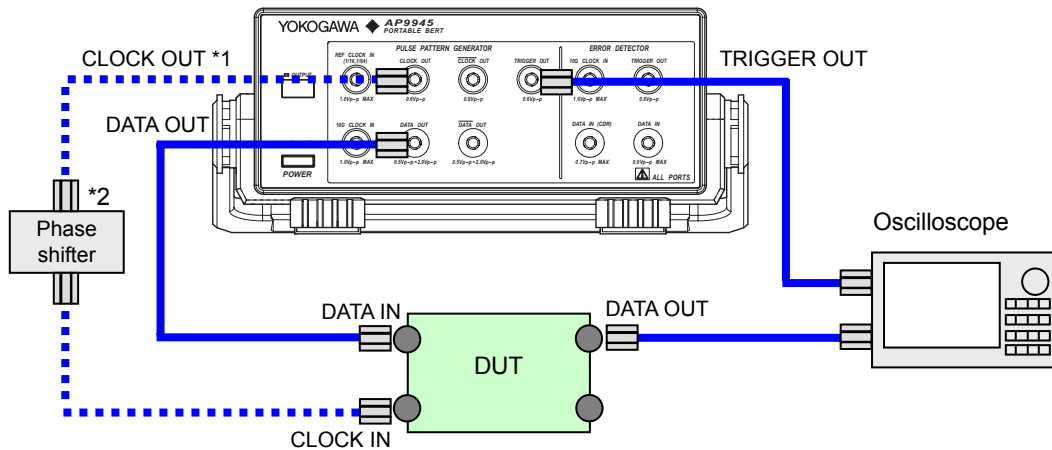 YOKOGAWA ◆ AP9945
PORTABLE BERT
PULSE PATTERN GENERATOR
ERROR DETECTOR
REF CLOCK IN
(1/16,1/64)
CLOCK OUT
CLOCK OUT
TRIGGER OUT
10G CLOCK IN
TRIGGER OUT
OUTPUT
1.0Vp-p MAX
0.6Vp-p
0.6Vp-p
0.6Vp-p
1.0Vp-p MAX
0.6Vp-p
10G CLOCK IN
DATA OUT
DATA OUT
DATA IN (CDR)
DATA IN
1.0Vp-p MAX
0.5Vp-p~2.0Vp-p
0.5Vp-p~2.0Vp-p
0.7Vp-p MAX
0.6Vp-p MAX
POWER
ALL PORTS
CLOCK OUT *1
TRIGGER OUT
DATA OUT
*2
Phase
shifter
Oscilloscope
DATA IN
DATA OUT
DUT
CLOCK IN